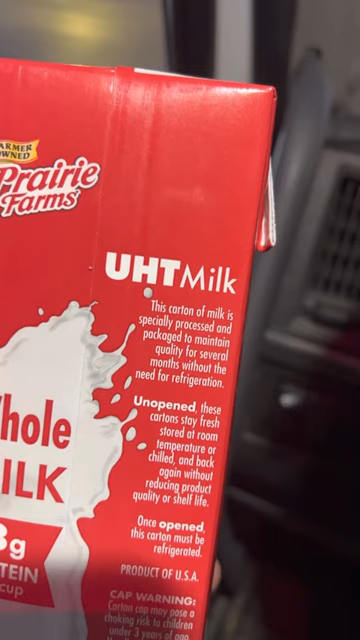 FARMER
OWNED
Prairie
Farms
UHT Milk
This carton of milk is
specially processed and
packaged to maintain
quality for several
months without the
need for refrigeration.
Unopened, these
cartons stay fresh
stored at room
temperature or
chilled, and back
again without
reducing product
quality or shelf life.
Once opened,
this carton must be
refrigerated.
PRODUCT OF U.S.A.
CAP WARNING:
Carton cap may pose a
choking risk to children
under 3 years of age.
hole
ILK
8g
TEIN
cup